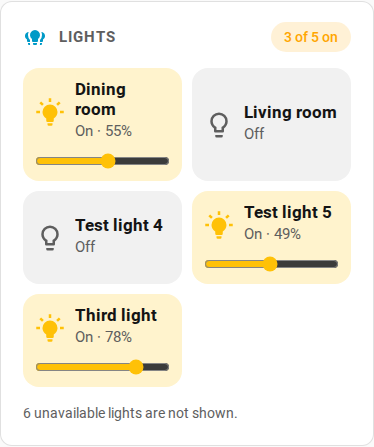 LIGHTS
3 of 5 on
Dining
room
On · 55%
Living room
Off
Test light 4
Off
Test light 5
On · 49%
Third light
On · 78%
6 unavailable lights are not shown.